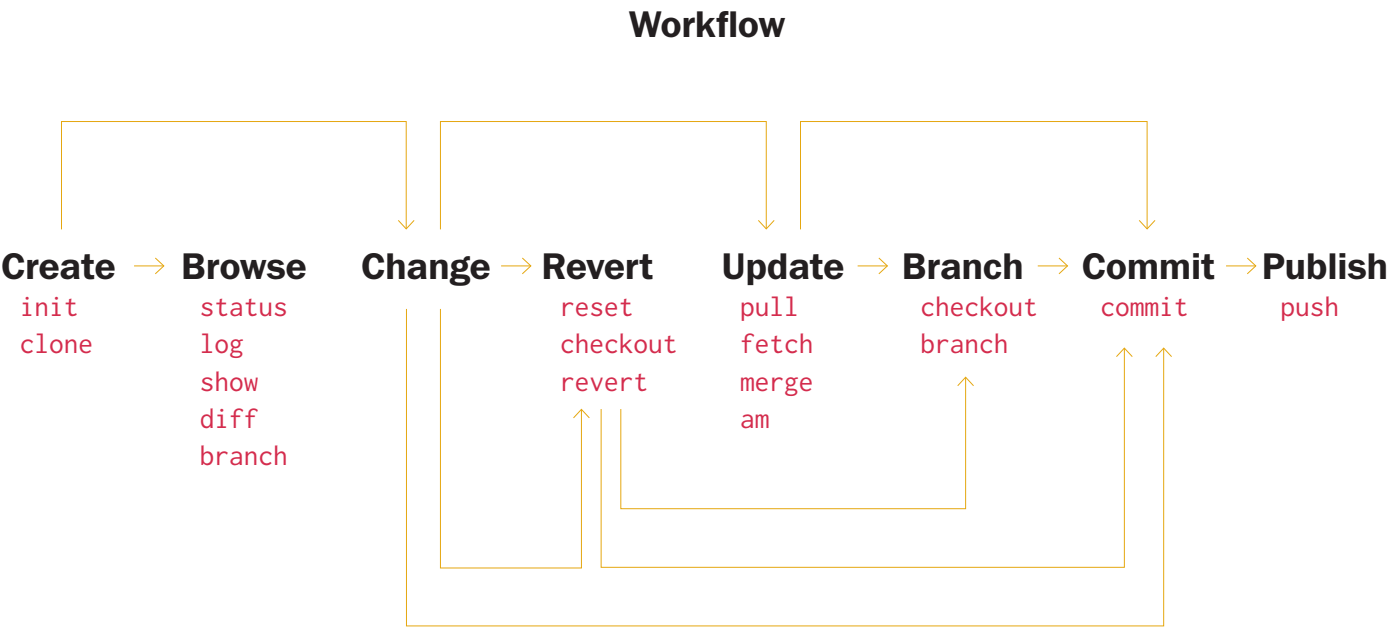 Workflow
Create Browse Change Revert Update Branch Commit Publish
init status reset pull checkout commit push
clone log checkout fetch branch
show revert merge
diff am
branch